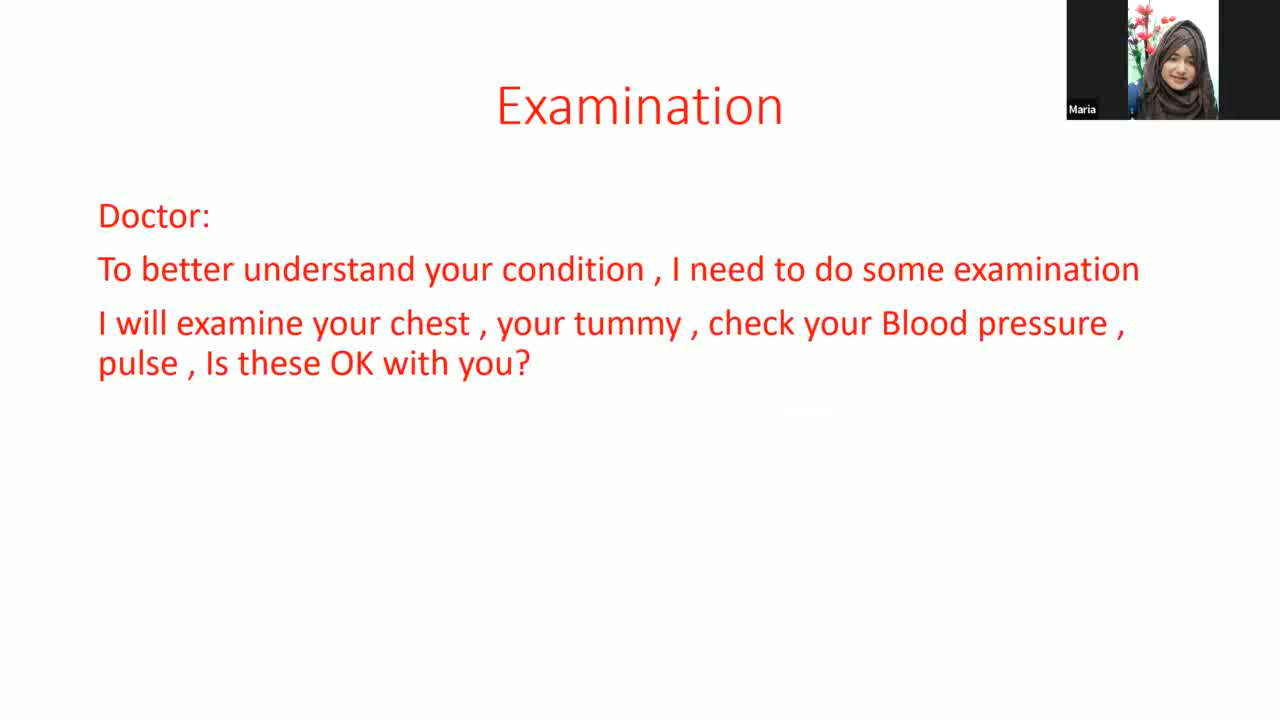 Examination
Maria
Doctor:
To better understand your condition , I need to do some examination
I will examine your chest , your tummy , check your Blood pressure ,
pulse , Is these OK with you?